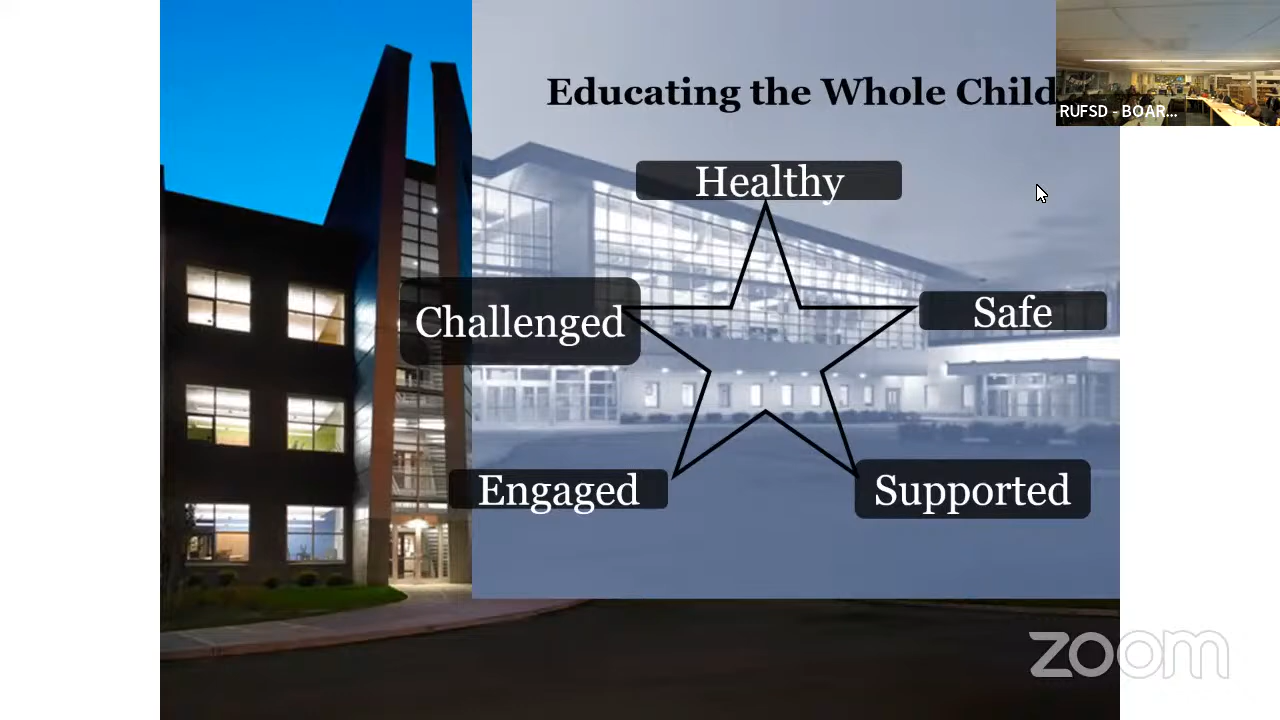 Educating the Whole Child
RUFSD - BOAR...
Healthy
Challenged
Safe
Engaged
Supported
zoom